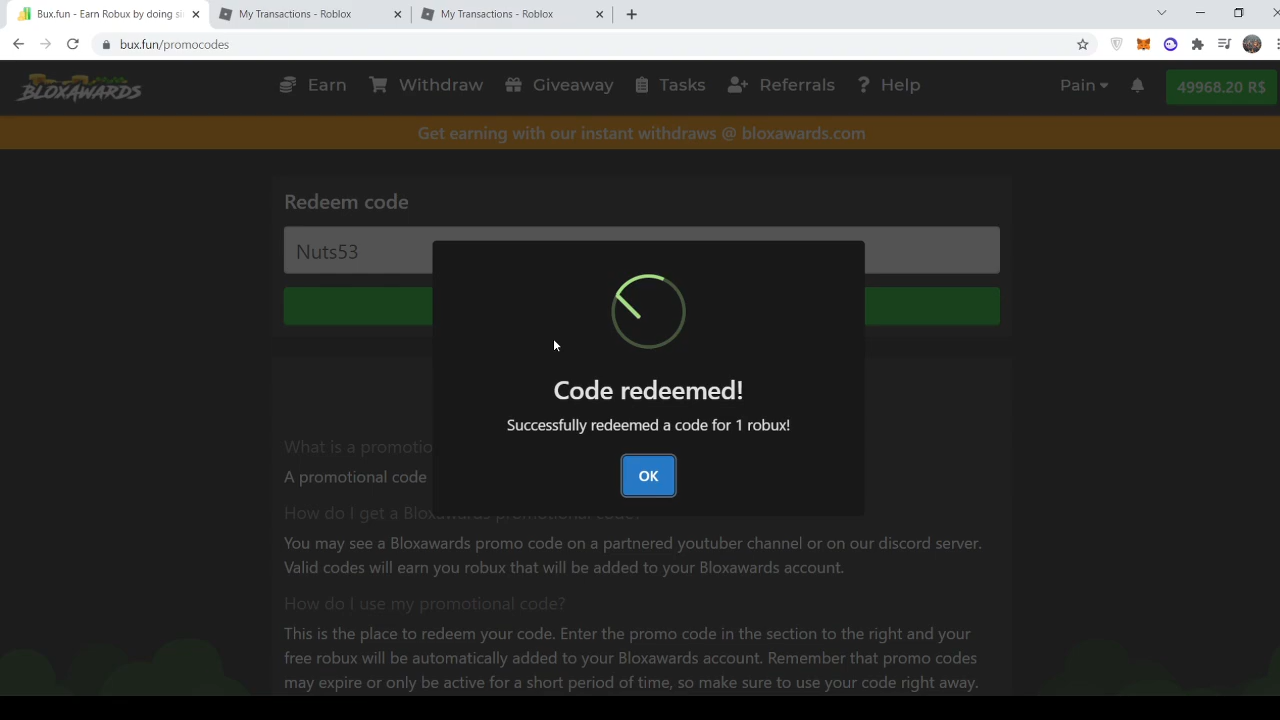 Bux.fun - Earn Robux by doing si
My Transactions - Roblox
My Transactions - Roblox
bux.fun/promocodes
BLOXAWARDS
Earn
Withdraw
Giveaway
Tasks
Referrals
Help
Pain
49968.20 R$
Get earning with our instant withdraws @ bloxawards.com
Redeem code
Nuts53
Code redeemed!
Successfully redeemed a code for 1 robux!
OK
What is a promotio
A promotional code
How do I get a Bloxawards promotional code?
You may see a Bloxawards promo code on a partnered youtuber channel or on our discord server.
Valid codes will earn you robux that will be added to your Bloxawards account.
How do I use my promotional code?
This is the place to redeem your code. Enter the promo code in the section to the right and your
free robux will be automatically added to your Bloxawards account. Remember that promo codes
may expire or only be active for a short period of time, so make sure to use your code right away.